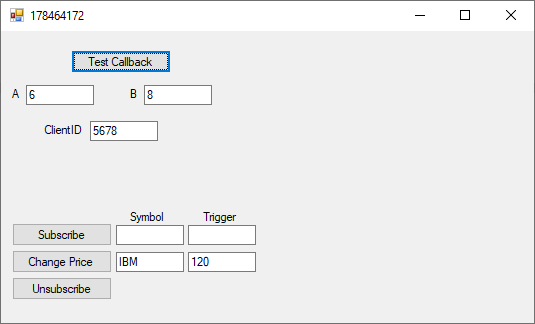 178464172
Test Callback
A 6 B 8
ClientID 5678
Symbol Trigger
Subscribe
Change Price IBM 120
Unsubscribe